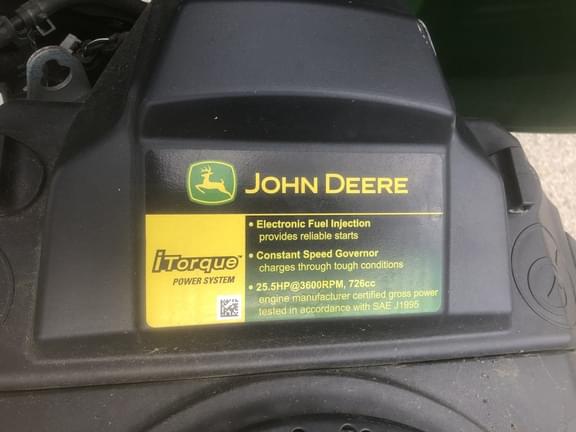 JOHN DEERE
iTorque™
POWER SYSTEM
• Electronic Fuel Injection
provides reliable starts
• Constant Speed Governor
charges through tough conditions
• 25.5HP@3600RPM, 726cc
engine manufacturer certified gross power
tested in accordance with SAE J1995